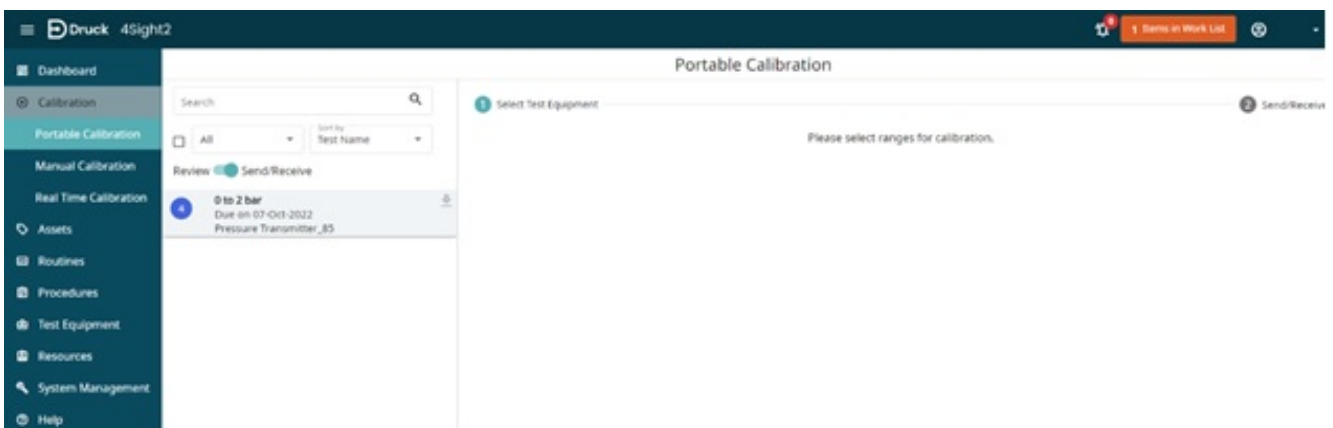 Druck 4Sight2
1 Items in Work List
Dashboard
Portable Calibration
Calibration
Search
1 Select Test Equipment
2 Send/Receive
Portable Calibration
All
Sort by
Test Name
Please select ranges for calibration.
Manual Calibration
Review Send/Receive
Real Time Calibration
4
0 to 2 bar
Due on 07-Oct-2022
Pressure Transmitter_85
Assets
Routines
Procedures
Test Equipment
Resources
System Management
Help